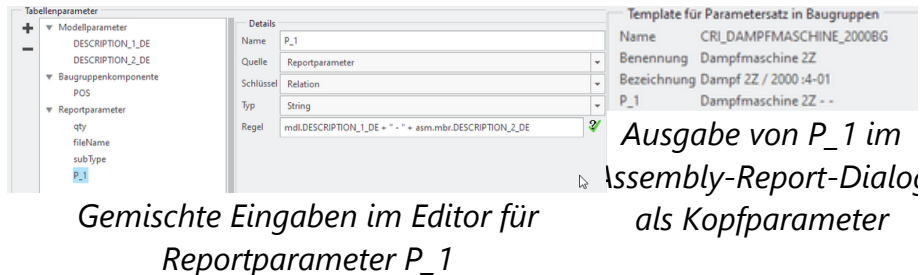 Tabellenparameter
Modellparameter
DESCRIPTION_1_DE
DESCRIPTION_2_DE
Baugruppenkomponente
POS
Reportparameter
qty
fileName
subType
P_1
Details
Name P_1
Quelle Reportparameter
Schlüssel Relation
Typ String
Regel mdl.DESCRIPTION_1_DE + " - " + asm.mbr.DESCRIPTION_2_DE
Gemischte Eingaben im Editor für
Reportparameter P_1
Template für Parametersatz in Baugruppen
Name CRI_DAMPFMASCHINE_2000BG
Benennung Dampfmaschine 2Z
Bezeichnung Dampf 2Z / 2000 :4-01
P_1 Dampfmaschine 2Z - -
Ausgabe von P_1 im
Assembly-Report-Dialog
als Kopfparameter